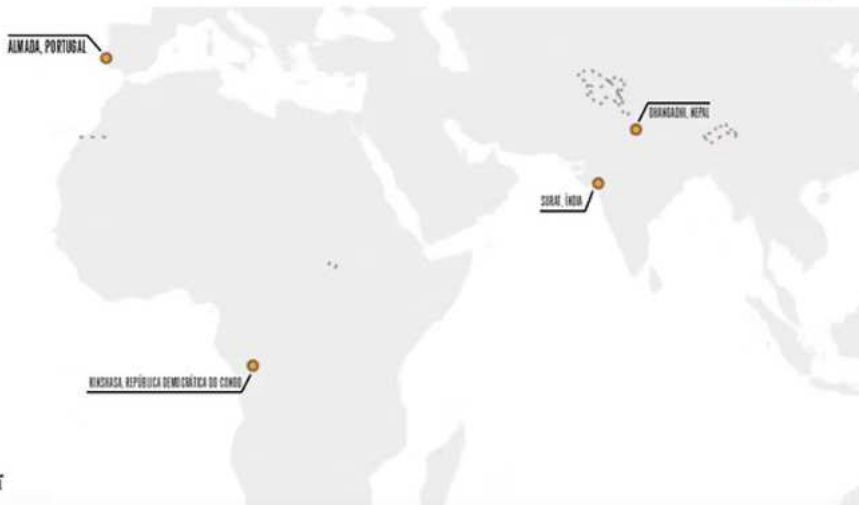 ALMADA, PORTUGAL
DHANGADHI, NEPAL
SURAT, ÍNDIA
KINSHASA, REPÚBLICA DEMOCRÁTICA DO CONGO